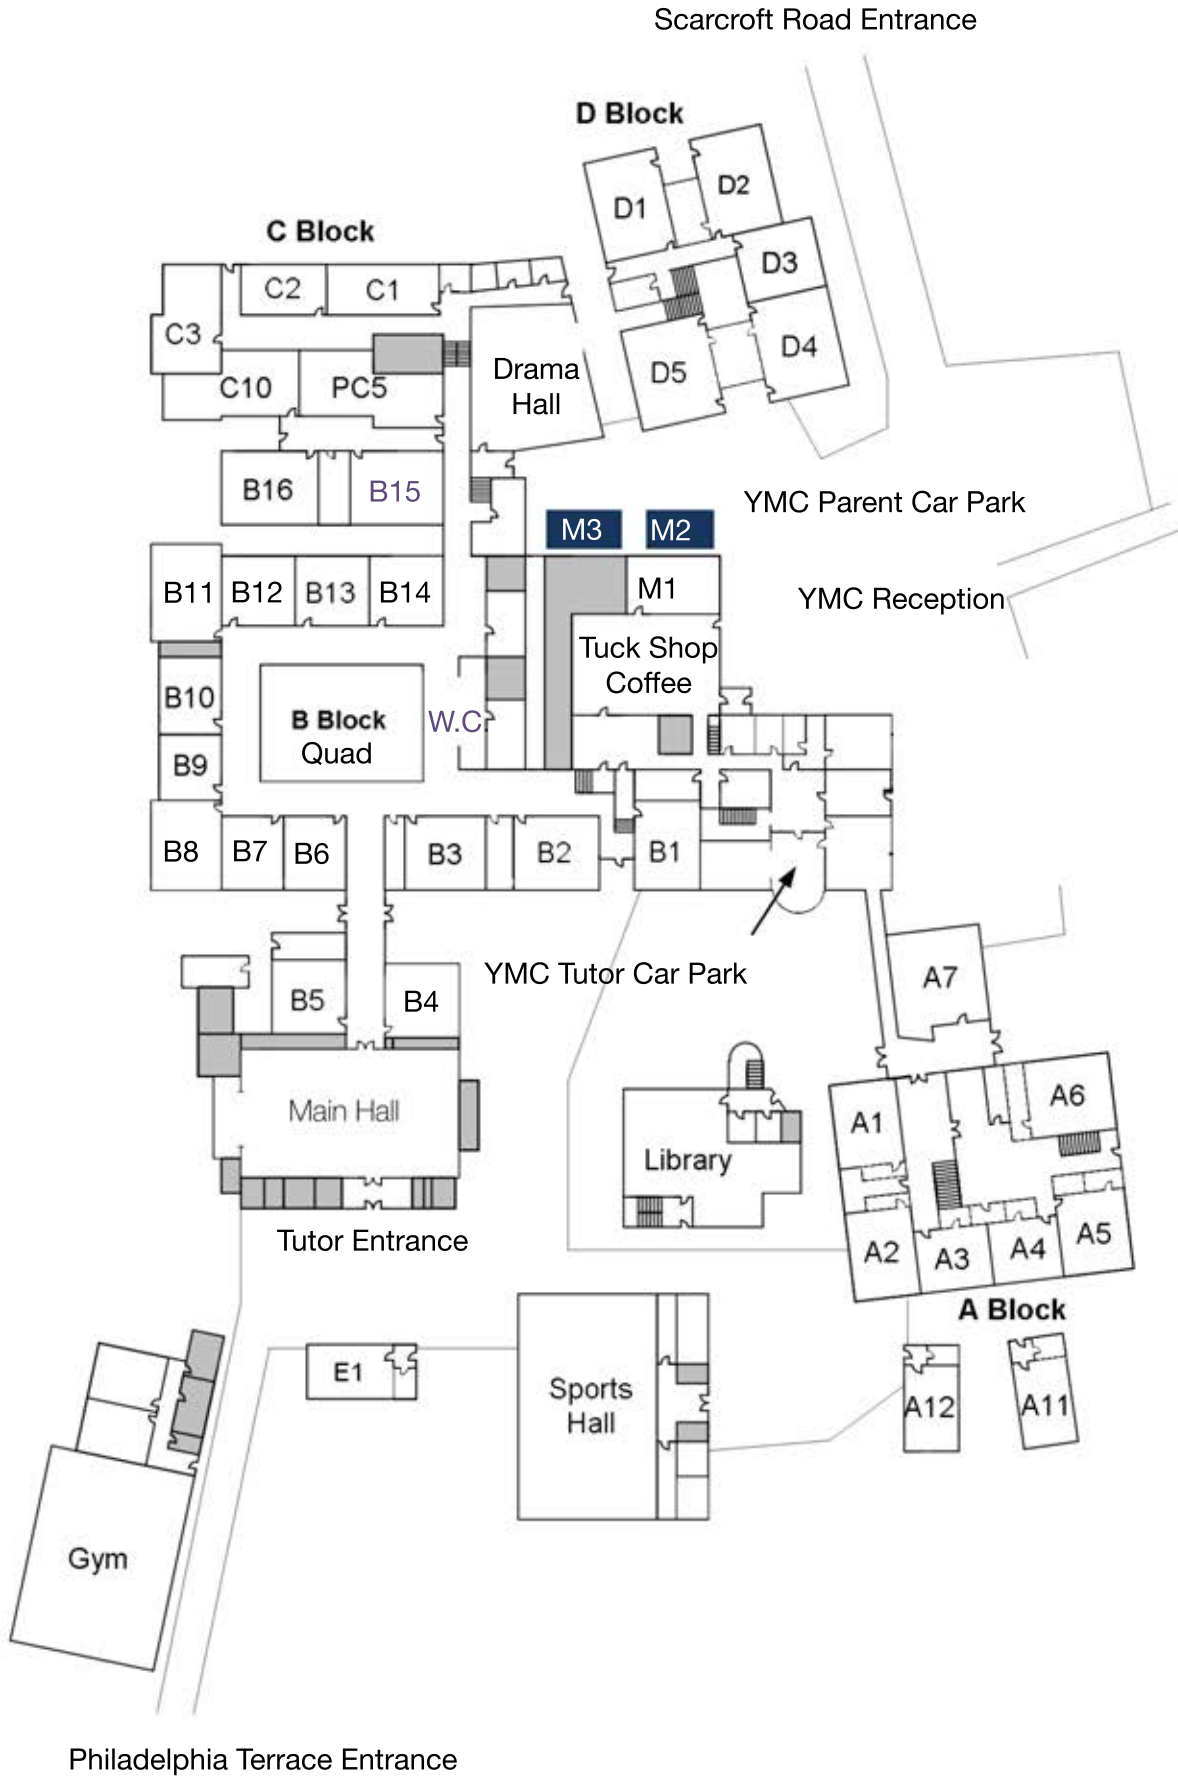 Scarcroft Road Entrance
D Block
D2
D1
C Block
D3
C2
C1
C3
D4
Drama
Hall
D5
C10
PC5
B16
B15
YMC Parent Car Park
M3
M2
B11
B12
B13
B14
M1
YMC Reception
Tuck Shop
Coffee
B10
B Block
Quad
W.C.
B9
B8
B7
B6
B3
B2
B1
YMC Tutor Car Park
A7
B5
B4
Main Hall
A6
A1
Library
Tutor Entrance
A2
A3
A4
A5
A Block
E1
Sports
Hall
A12
A11
Gym
Philadelphia Terrace Entrance